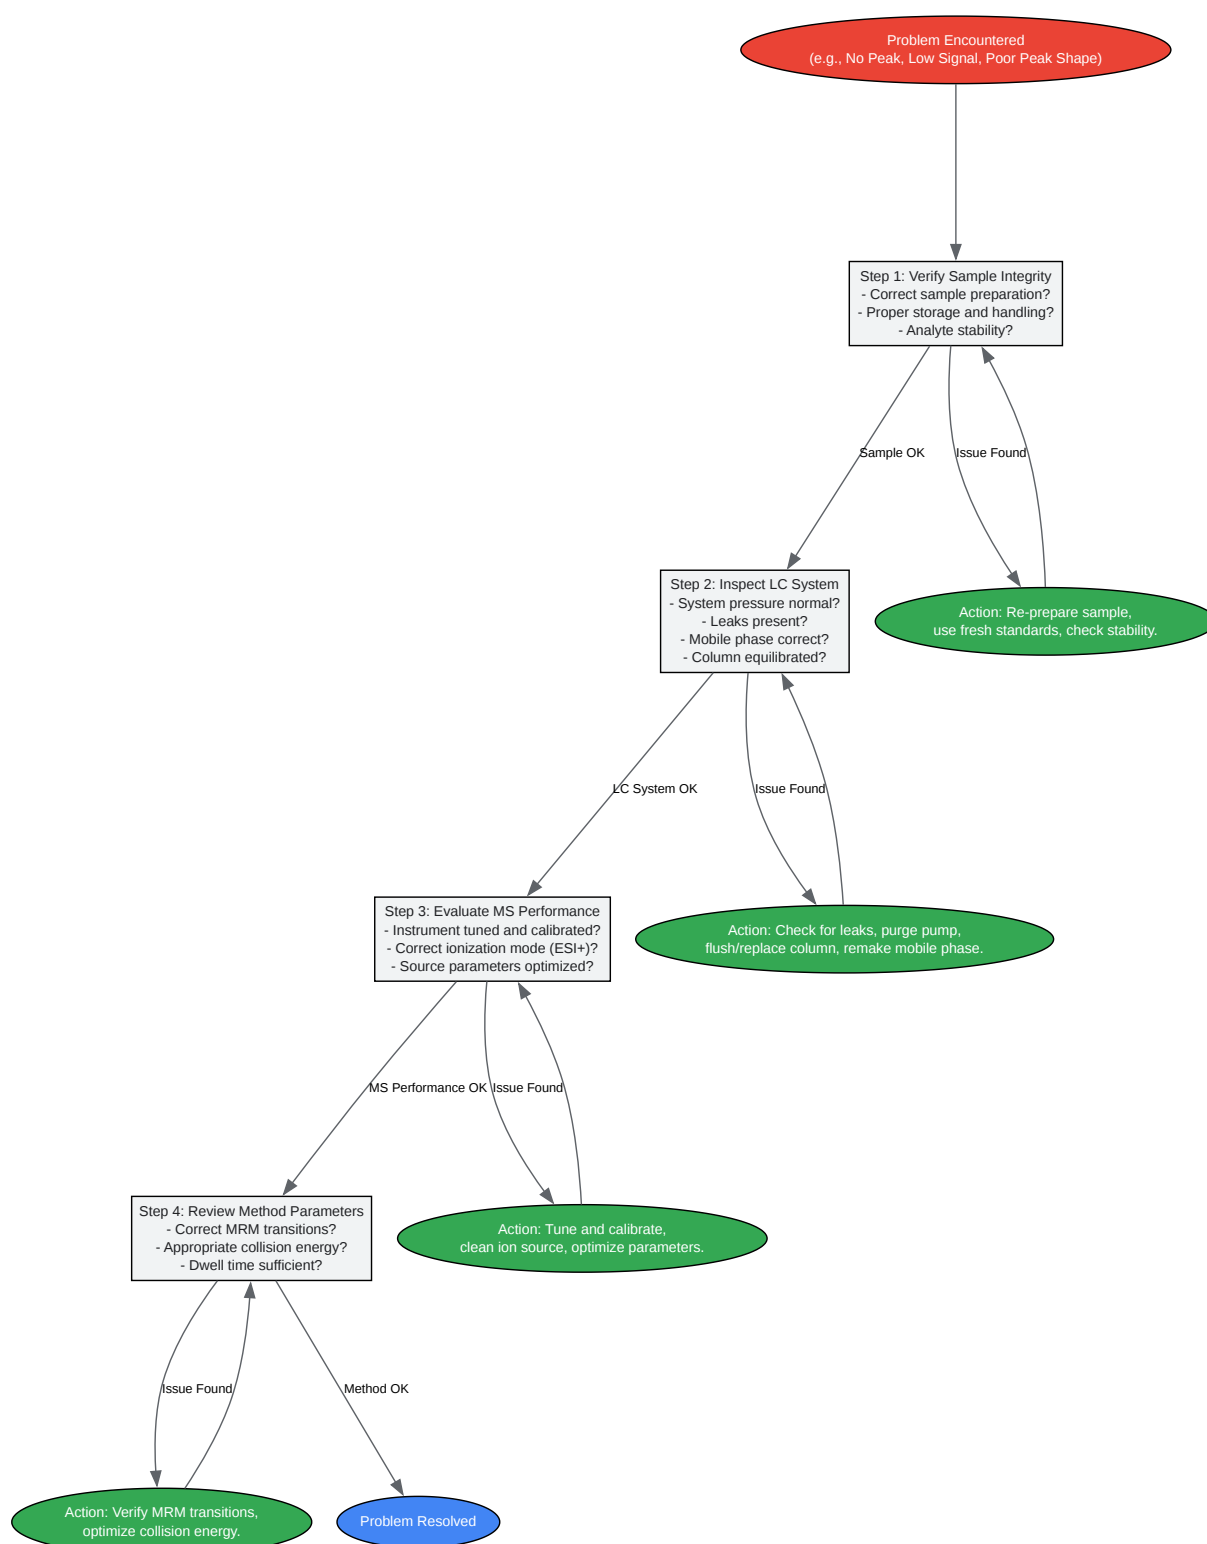 Problem Encountered
(e.g., No Peak, Low Signal, Poor Peak Shape)
Step 1: Verify Sample Integrity
- Correct sample preparation?
- Proper storage and handling?
- Analyte stability?
Sample OK
Issue Found
Step 2: Inspect LC System
- System pressure normal?
- Leaks present?
- Mobile phase correct?
- Column equilibrated?
Action: Re-prepare sample,
use fresh standards, check stability.
LC System OK
Issue Found
Step 3: Evaluate MS Performance
- Instrument tuned and calibrated?
- Correct ionization mode (ESI+)?
- Source parameters optimized?
Action: Check for leaks, purge pump,
flush/replace column, remake mobile phase.
MS Performance OK
Issue Found
Step 4: Review Method Parameters
- Correct MRM transitions?
- Appropriate collision energy?
- Dwell time sufficient?
Action: Tune and calibrate,
clean ion source, optimize parameters.
Issue Found
Method OK
Action: Verify MRM transitions,
optimize collision energy.
Problem Resolved